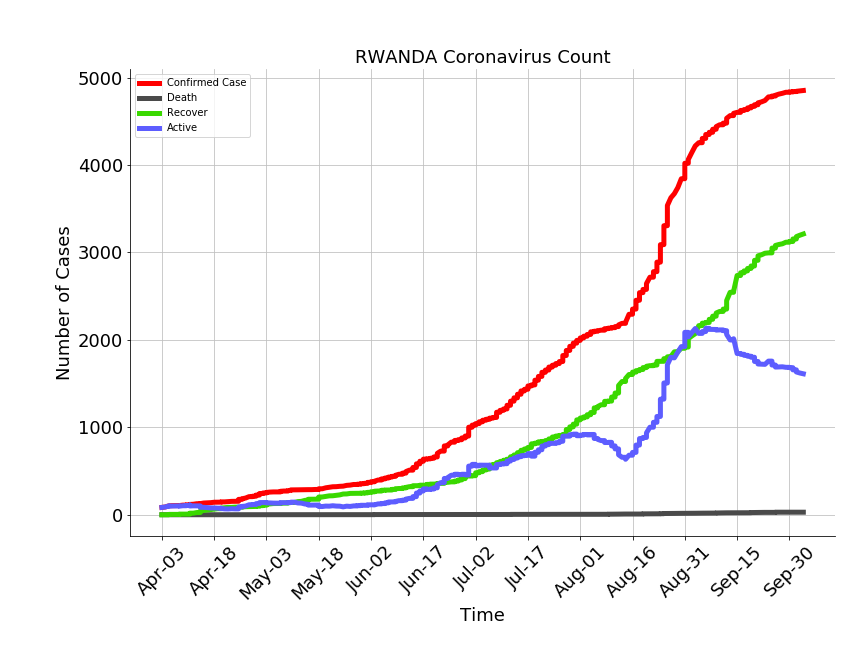 RWANDA Coronavirus Count
Confirmed Case
Death
Recover
Active
5000
4000
3000
2000
1000
0
Number of Cases
Apr-03
Apr-18
May-03
May-18
Jun-02
Jun-17
Jul-02
Jul-17
Aug-01
Aug-16
Aug-31
Sep-15
Sep-30
Time